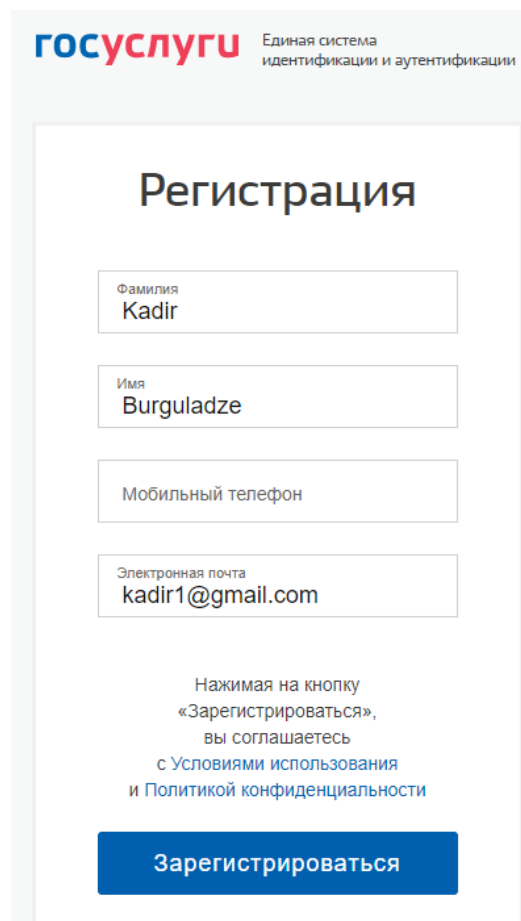 госуслуги
Единая система
идентификации и аутентификации
Регистрация
Фамилия
Kadir
Имя
Burguladze
Мобильный телефон
Электронная почта
kadir1@gmail.com
Нажимая на кнопку
«Зарегистрироваться»,
вы соглашаетесь
с Условиями использования
и Политикой конфиденциальности
Зарегистрироваться